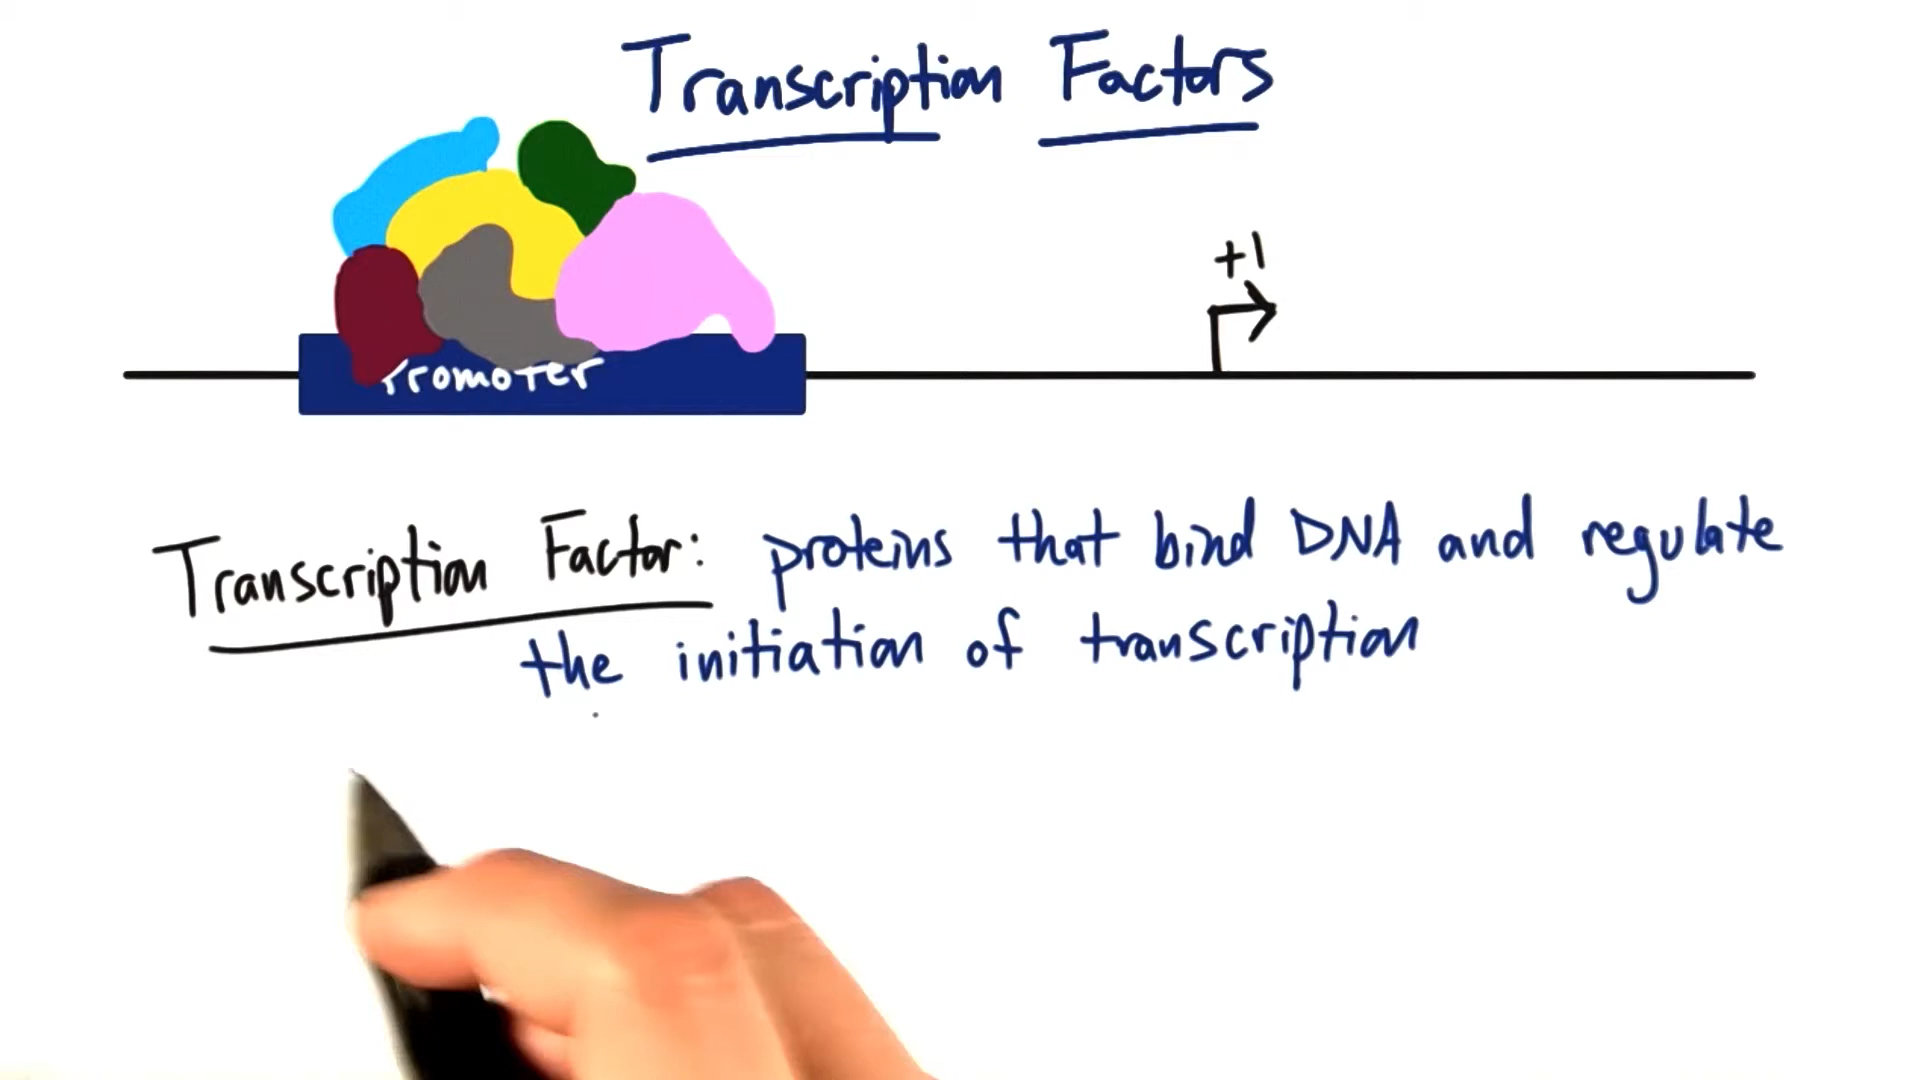 Transcription Factors
+1
Promoter
Transcription Factor: proteins that bind DNA and regulate
the initiation of transcription